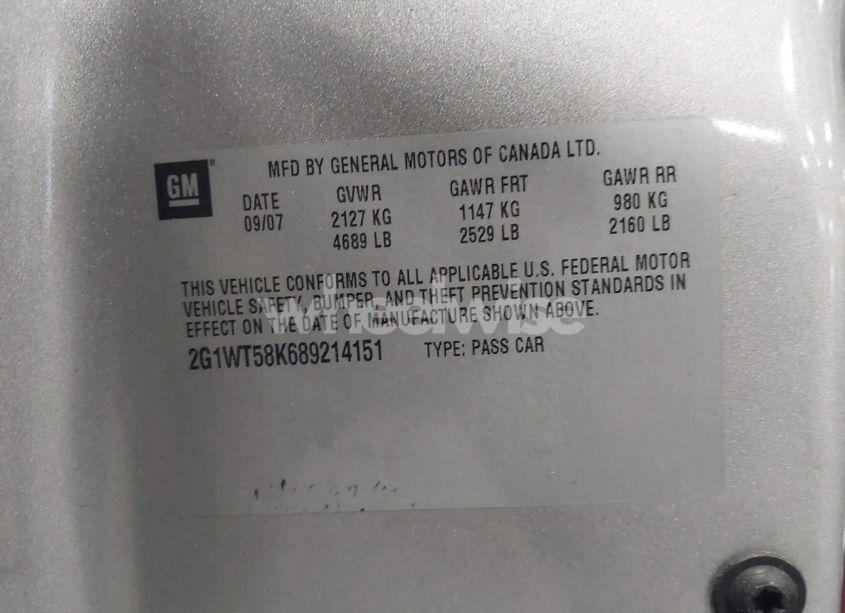 GM
MFD BY GENERAL MOTORS OF CANADA LTD.
DATE GVWR GAWR FRT GAWR RR
09/07 2127 KG 1147 KG 980 KG
4689 LB 2529 LB 2160 LB
THIS VEHICLE CONFORMS TO ALL APPLICABLE U.S. FEDERAL MOTOR
VEHICLE SAFETY, BUMPER, AND THEFT PREVENTION STANDARDS IN
EFFECT ON THE DATE OF MANUFACTURE SHOWN ABOVE.
wheelwise
2G1WT58K689214151 TYPE: PASS CAR